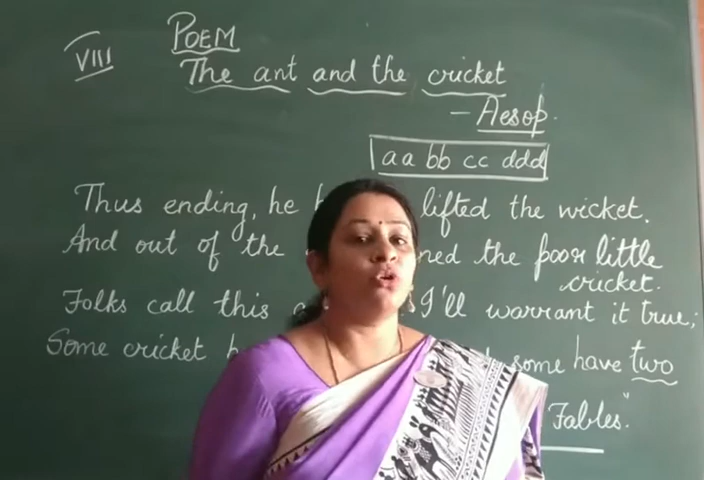 VIII
POEM
The ant and the cricket
- Aesop.
aa bb cc ddd
Thus ending, he lifted the wicket.
And out of the ned the poor little
cricket.
Folks call this a I'll warrant it true;
Some cricket h some have two
Fables".